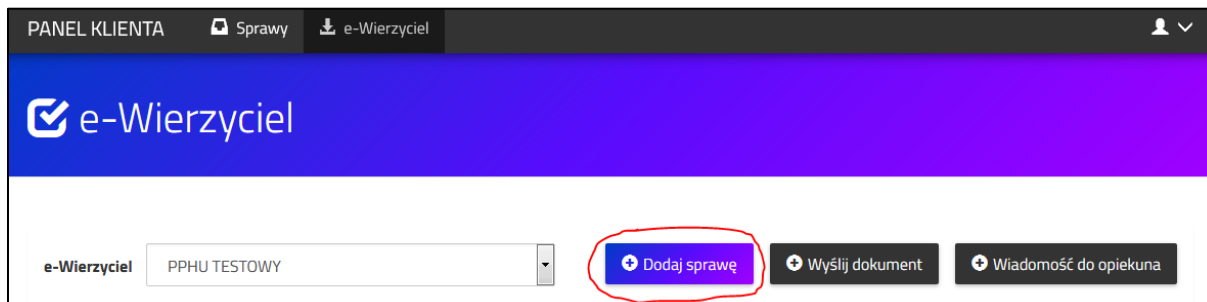 PANEL KLIENTA Sprawy e-Wierzyciel
e-Wierzyciel
e-Wierzyciel PPHU TESTOWY Dodaj sprawę Wyślij dokument Wiadomość do opiekuna